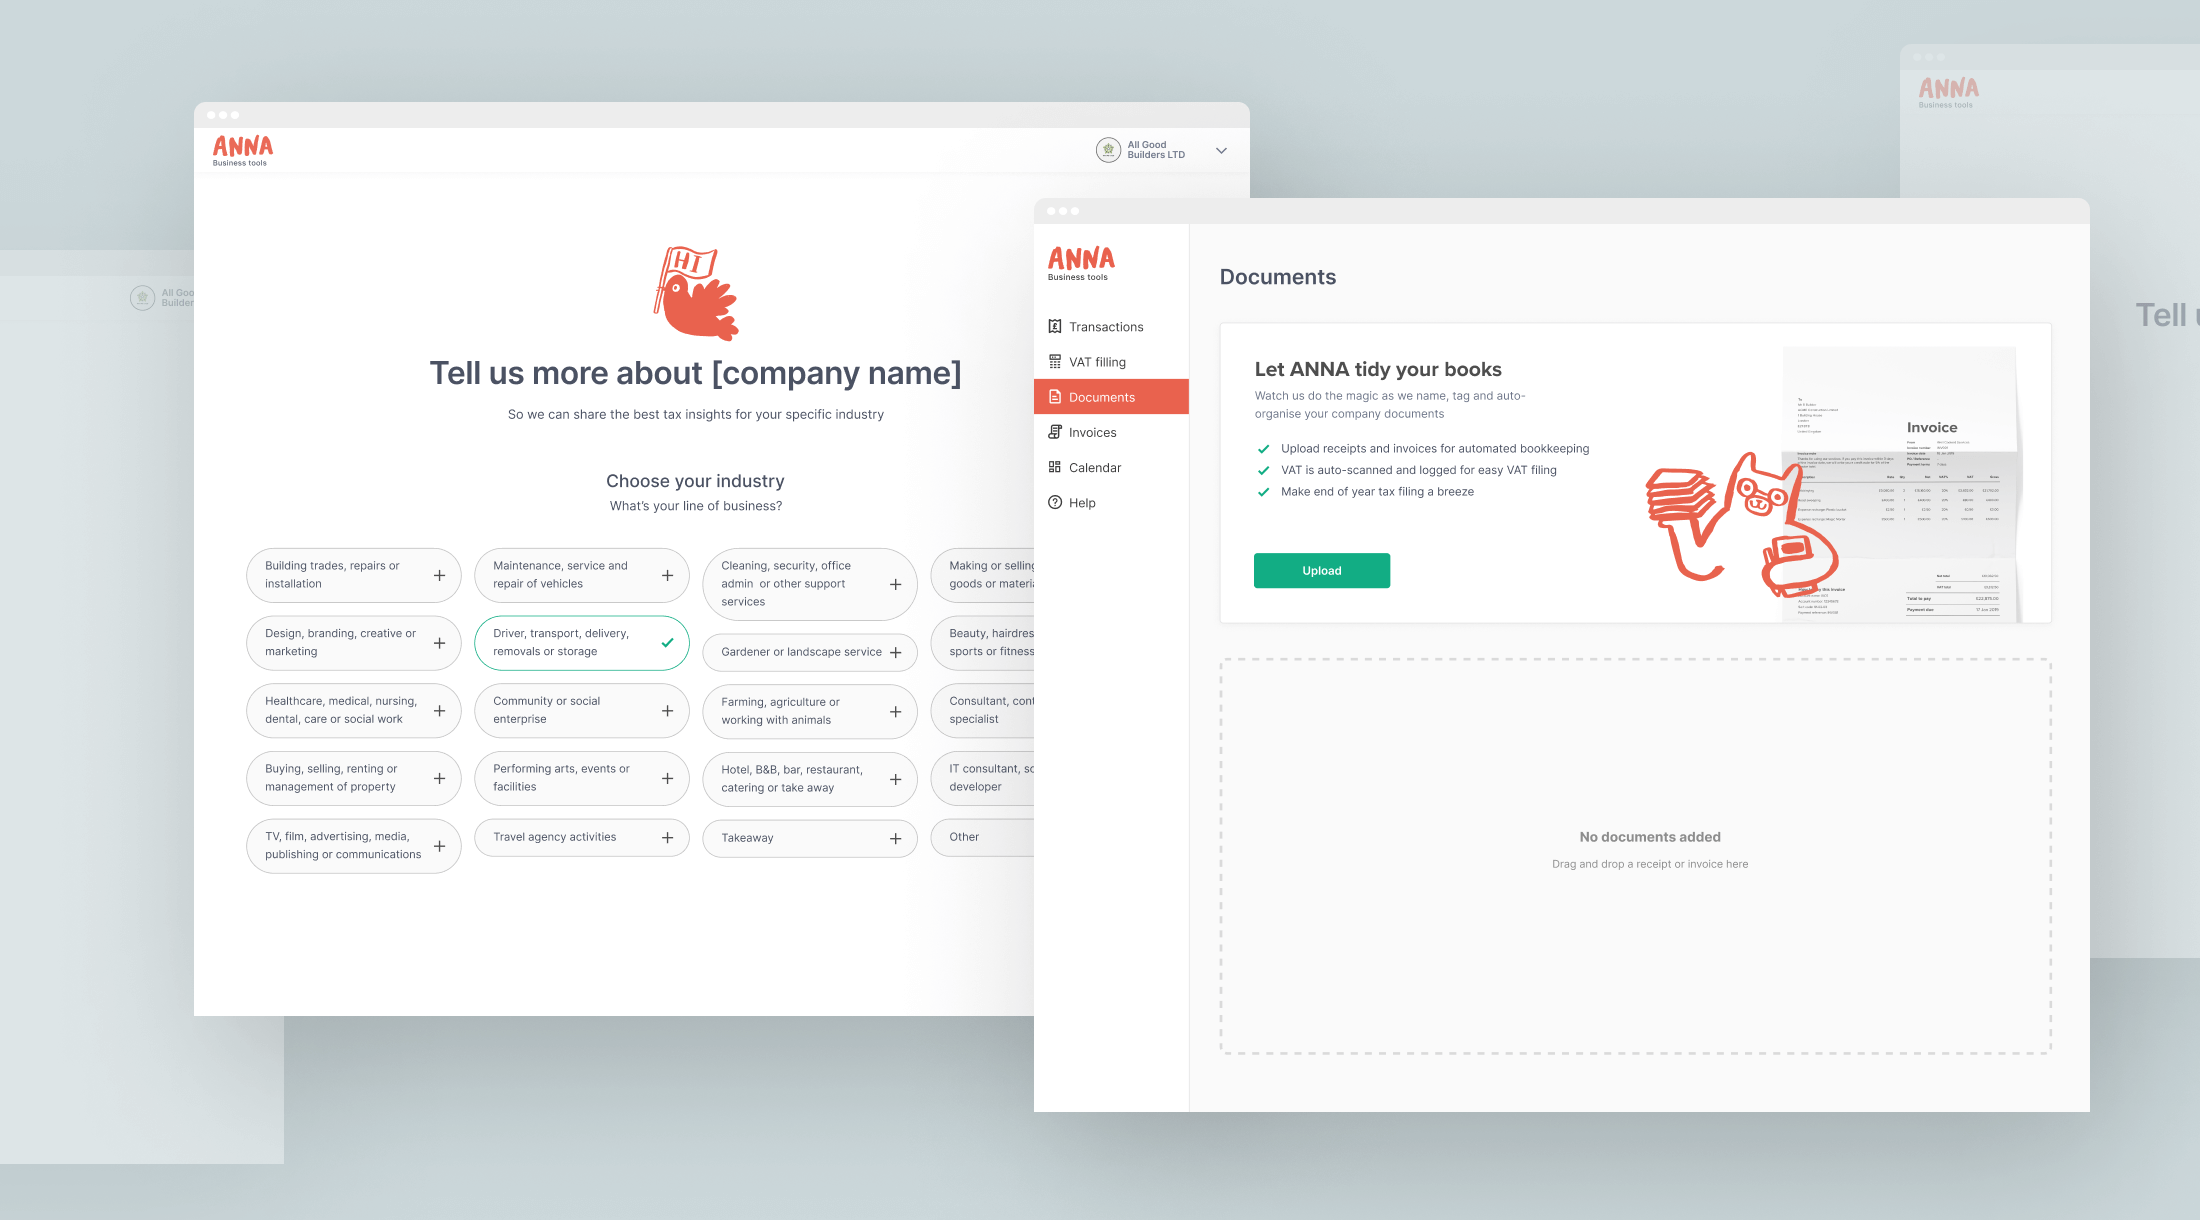 ANNA
Business tools
All Good
Builders LTD
HI
Tell us more about [company name]
So we can share the best tax insights for your specific industry
Choose your industry
What's your line of business?
Building trades, repairs or
installation
Maintenance, service and
repair of vehicles
Cleaning, security, office
admin or other support
services
Making or selling
goods or
Design, branding, creative or
marketing
Driver, transport, delivery,
removals or storage
Gardener or landscape service
Beauty,
sports or fitness
Healthcare, medical, nursing,
dental, care or social work
Community or social
enterprise
Farming, agriculture or
working with animals
Consultant,
specialist
Buying, selling, renting or
management of property
Performing arts, events or
facilities
Hotel, B&B, bar, restaurant,
catering or take away
IT consultant,
developer
TV, film, advertising, media,
publishing or communications
Travel agency activities
Takeaway
Other
ANNA
Business tools
Transactions
VAT filling
Documents
Invoices
Calendar
Help
Documents
Let ANNA tidy your books
Watch us do the magic as we name, tag and auto-
organise your company documents
Upload receipts and invoices for automated bookkeeping
VAT is auto-scanned and logged for easy VAT filing
Make end of year tax filing a breeze
Upload
Invoice
Total to pay
Payment due
No documents added
Drag and drop a receipt or invoice here
All
ANNA
Business tools
Tell